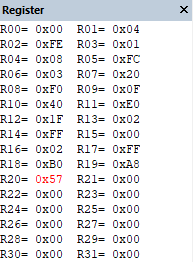 Register
R00= 0x00 R01= 0x04
R02= 0xFE R03= 0x01
R04= 0x08 R05= 0xFC
R06= 0x03 R07= 0x20
R08= 0xF0 R09= 0x0F
R10= 0x40 R11= 0xE0
R12= 0x1F R13= 0x02
R14= 0xFF R15= 0x00
R16= 0x02 R17= 0xFF
R18= 0xB0 R19= 0xA8
R20= 0x57 R21= 0x00
R22= 0x00 R23= 0x00
R24= 0x00 R25= 0x00
R26= 0x00 R27= 0x00
R28= 0x00 R29= 0x00
R30= 0x00 R31= 0x00